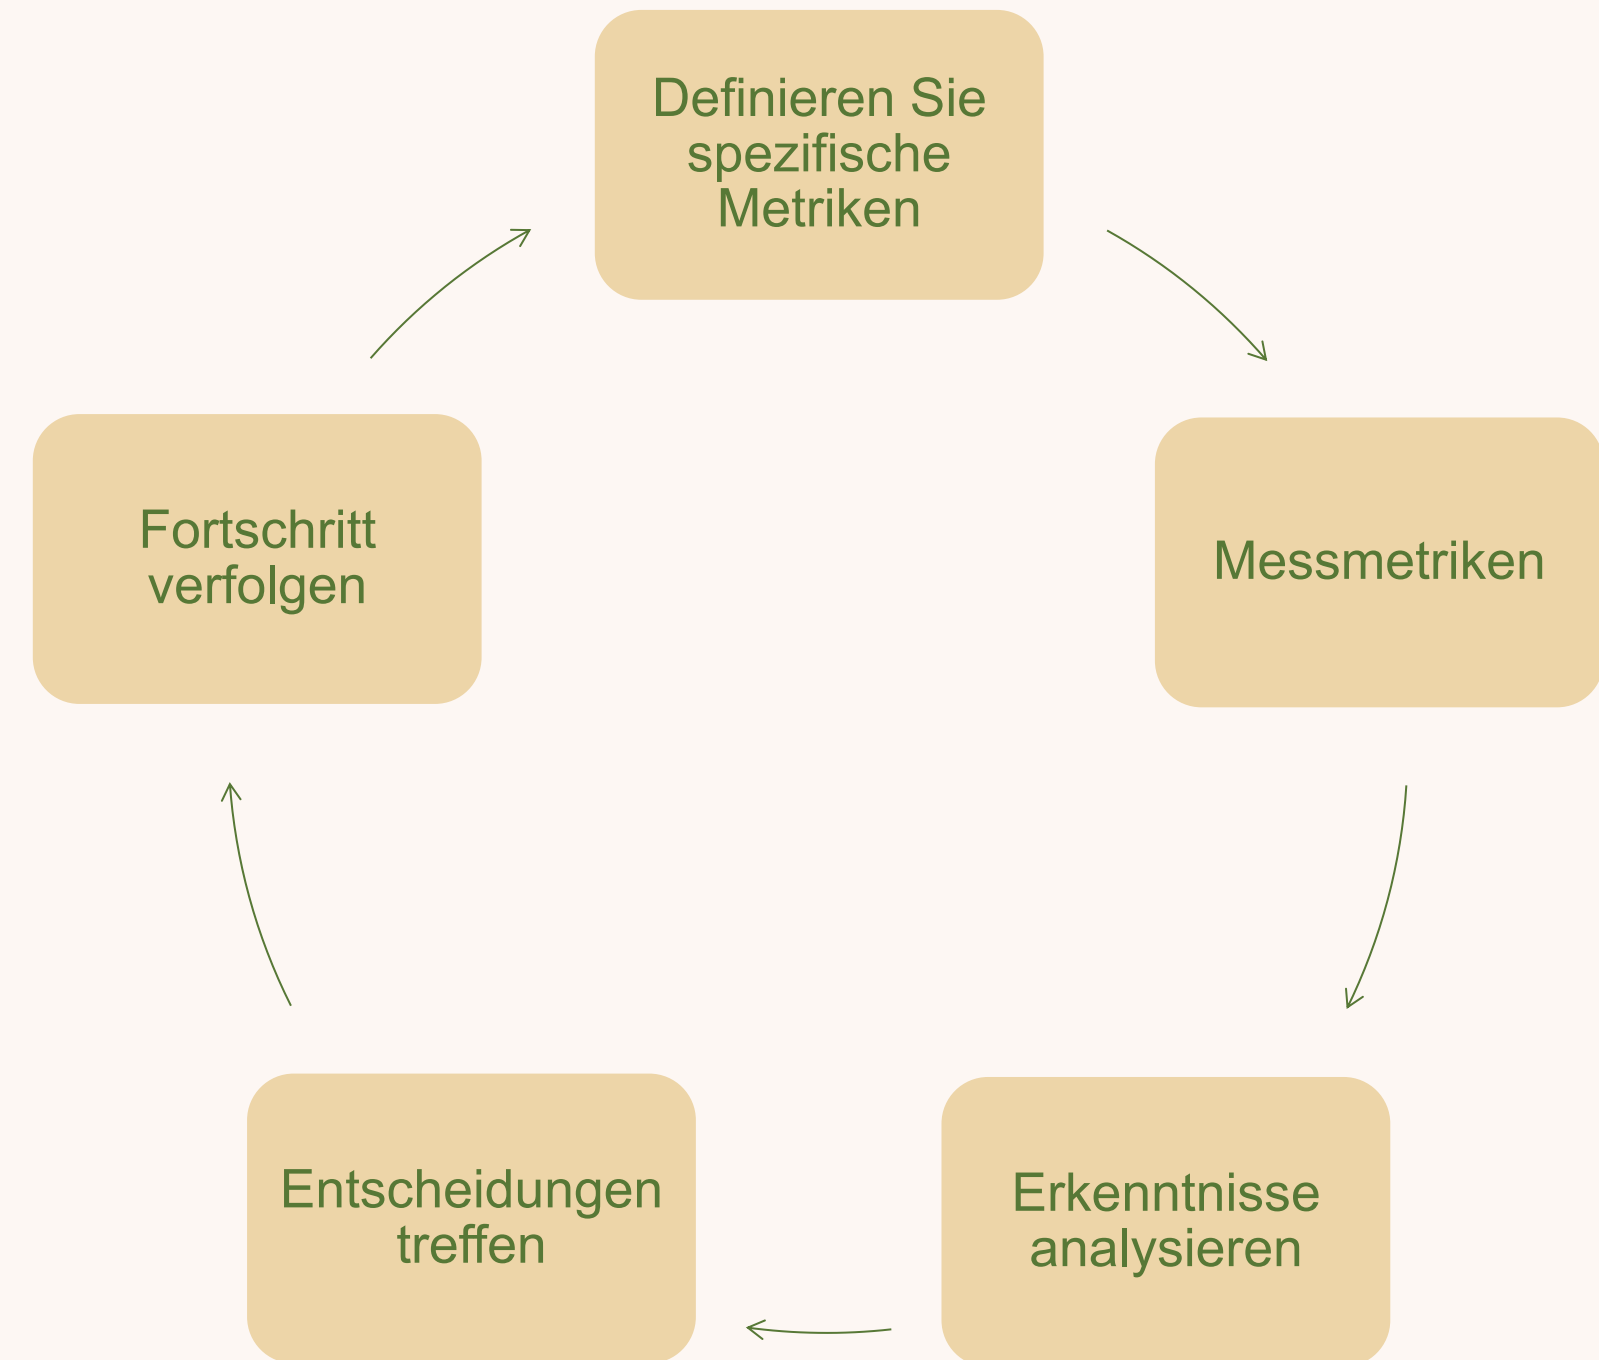 Definieren Sie
spezifische
Metriken
Messmetriken
Erkenntnisse
analysieren
Entscheidungen
treffen
Fortschritt
verfolgen